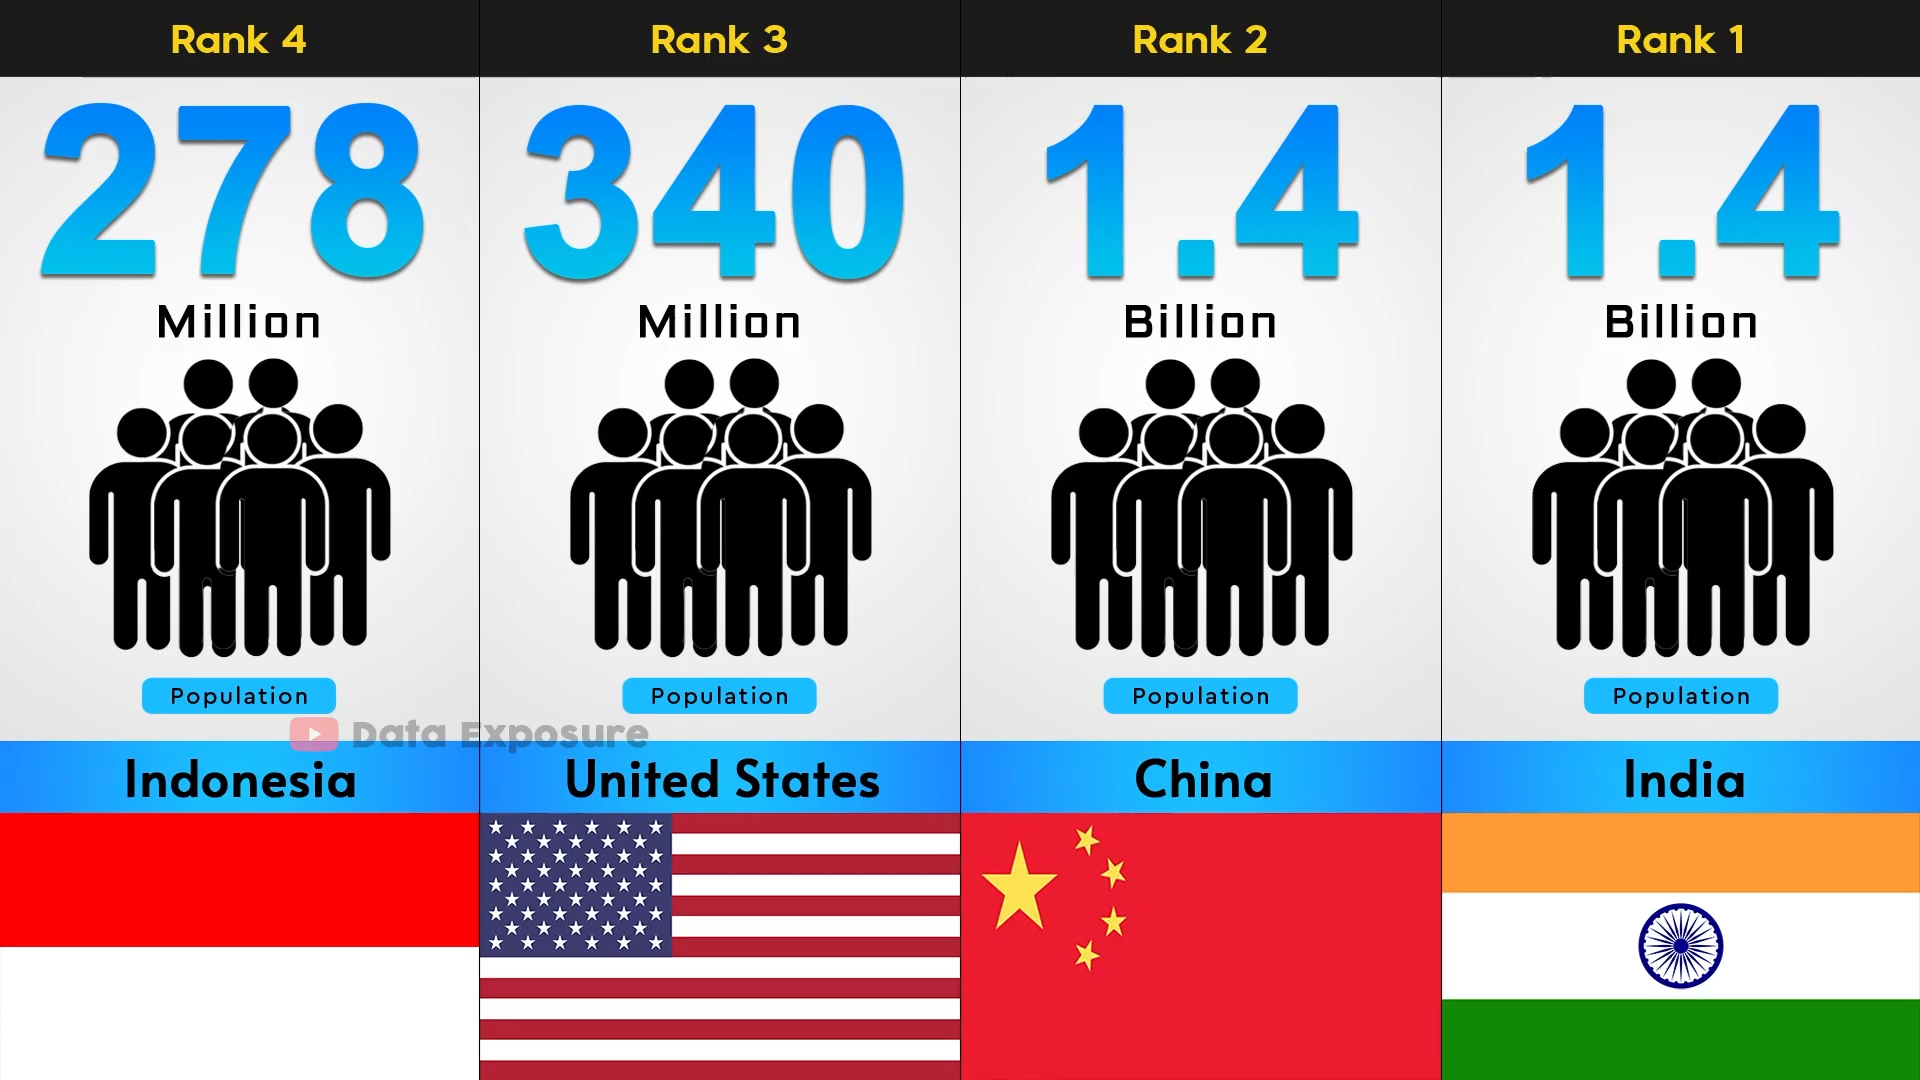 Rank 4
278
Million
Population
Indonesia
Rank 3
340
Million
Population
United States
Rank 2
1.4
Billion
Population
China
Rank 1
1.4
Billion
Population
India
Data Exposure